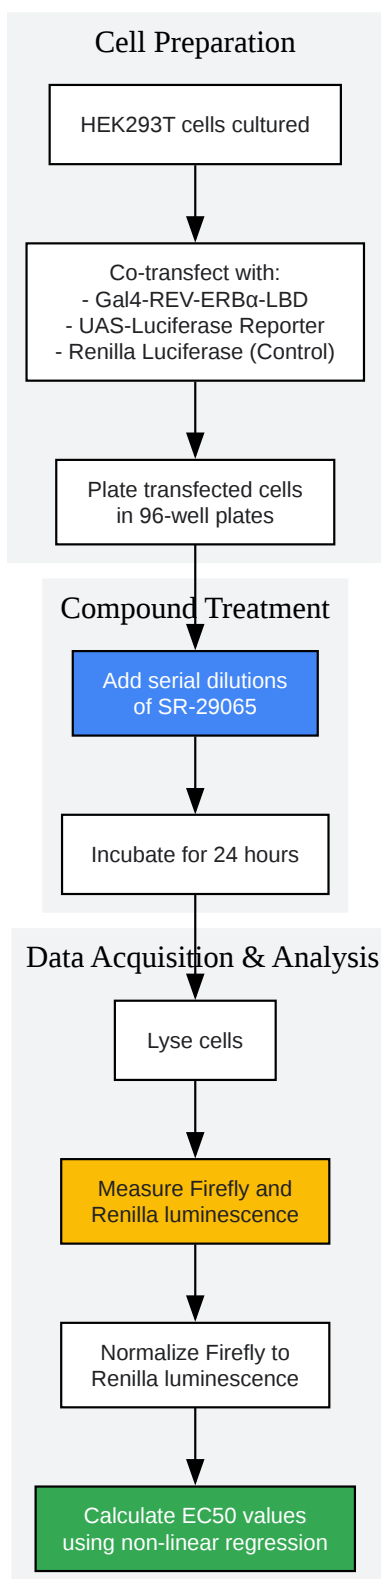 Cell Preparation
HEK293T cells cultured
Co-transfect with:
- Gal4-REV-ERBα-LBD
- UAS-Luciferase Reporter
- Renilla Luciferase (Control)
Plate transfected cells
in 96-well plates
Compound Treatment
Add serial dilutions
of SR-29065
Incubate for 24 hours
Data Acquisition & Analysis
Lyse cells
Measure Firefly and
Renilla luminescence
Normalize Firefly to
Renilla luminescence
Calculate EC50 values
using non-linear regression